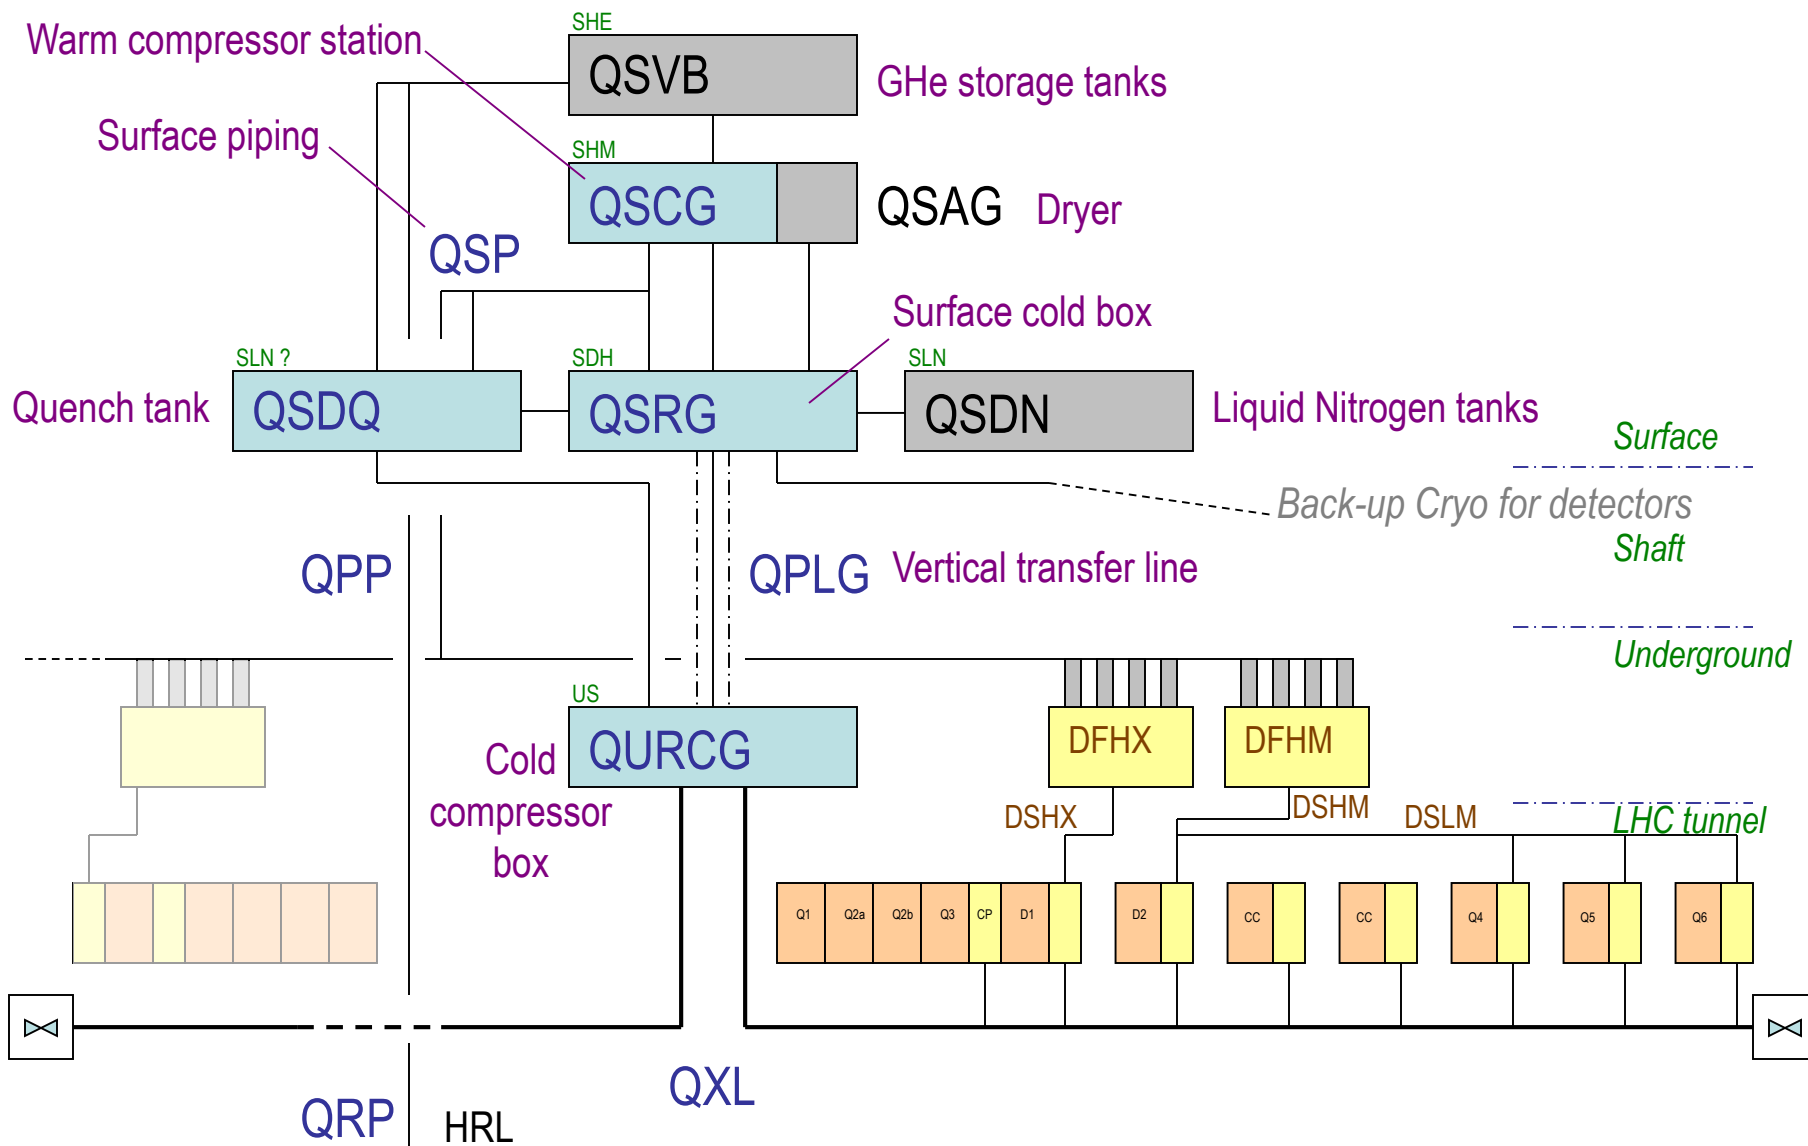 SHE
Warm compressor station
QSVB
GHe storage tanks
Surface piping
SHM
QSCG
QSAG
Dryer
QSP
Surface cold box
SLN ?
SDH
SLN
Quench tank
QSDQ
QSRG
QSDN
Liquid Nitrogen tanks
Surface
Back-up Cryo for detectors
Shaft
QPP
QPLG
Vertical transfer line
Underground
US
QURCG
DFHX
DFHM
Cold
compressor
box
DSHX
DSHM
DSLM
LHC tunnel
Q1
Q2a
Q2b
Q3
CP
D1
D2
CC
CC
Q4
Q5
Q6
QXL
QRP
HRL